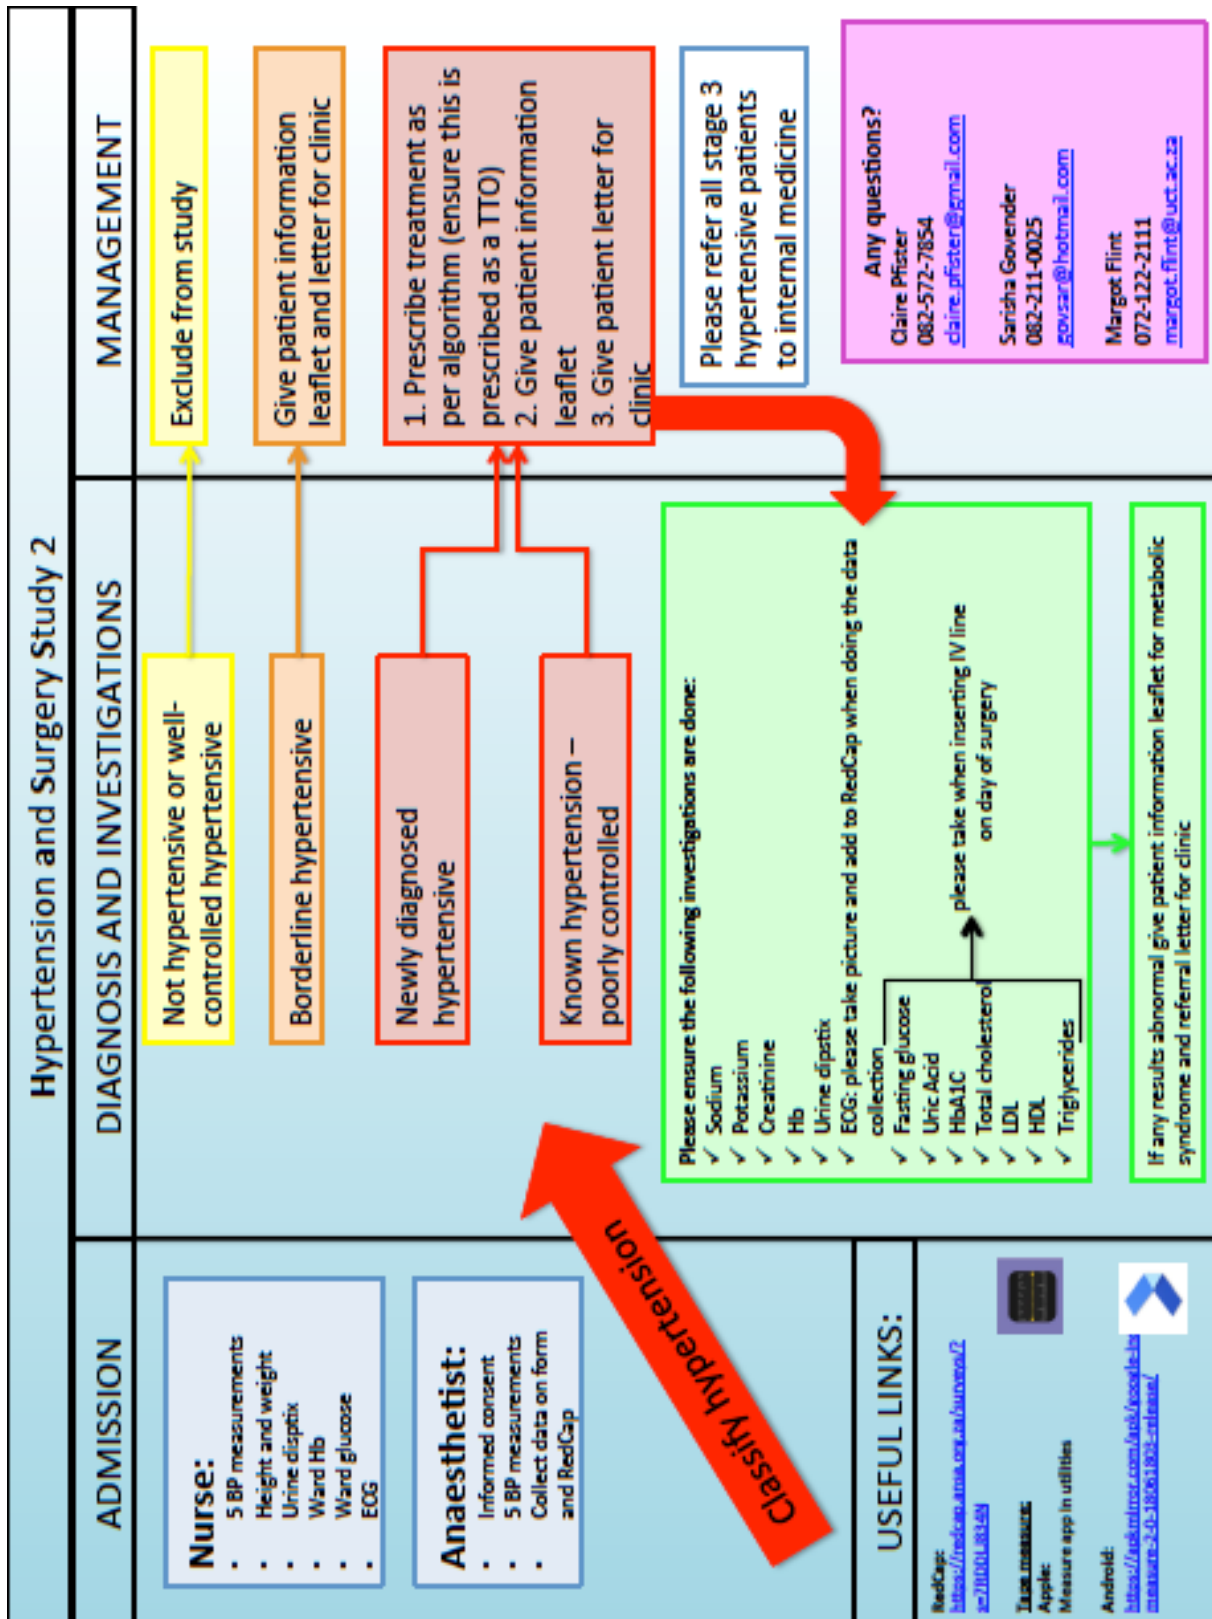 Hypertension and Surgery Study 2
ADMISSION
Nurse:
• 5 BP measurements
• Height and weight
• Urine disptix
• Ward Hb
• Ward glucose
• ECG
Anaesthetist:
• Informed consent
• 5 BP measurements
• Collect data on form
and RedCap
Classify hypertension
USEFUL LINKS:
RedCap:
Tape measure:
Apple:
Measure app in utilities
Android:
measure-2-0-18061803-release/
DIAGNOSIS AND INVESTIGATIONS
Not hypertensive or well-
controlled hypertensive
Borderline hypertensive
Newly diagnosed
hypertensive
Known hypertension –
poorly controlled
Please ensure the following investigations are done:
✓ Sodium
✓ Potassium
✓ Creatinine
✓ Hb
✓ Urine dipstix
✓ ECG: please take picture and add to RedCap when doing the data
collection
✓ Fasting glucose
✓ Uric Acid
✓ HbA1C
✓ Total cholesterol
✓ LDL
✓ HDL
✓ Triglycerides
please take when inserting IV line
on day of surgery
If any results abnormal give patient information leaflet for metabolic
syndrome and referral letter for clinic
MANAGEMENT
Exclude from study
Give patient information
leaflet and letter for clinic
1. Prescribe treatment as
per algorithm (ensure this is
prescribed as a TTO)
2. Give patient information
leaflet
3. Give patient letter for
clinic
Please refer all stage 3
hypertensive patients
to internal medicine
Any questions?
Claire Pfister
082-572-7854
claire.pfister@gmail.com
Sarisha Govender
082-211-0025
govsar@hotmail.com
Margot Flint
072-122-2111
margot.flint@uct.ac.za